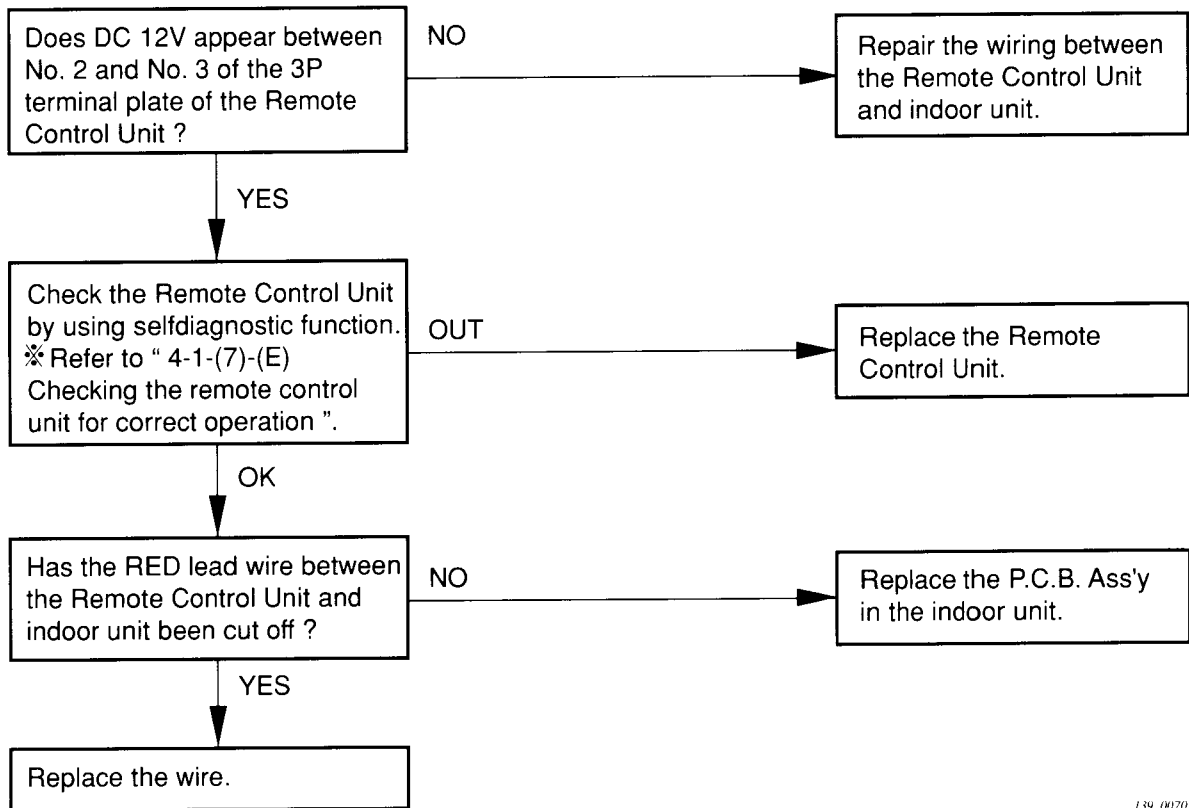 Does DC 12V appear between
No. 2 and No. 3 of the 3P
terminal plate of the Remote
Control Unit ?
NO
Repair the wiring between
the Remote Control Unit
and indoor unit.
YES
Check the Remote Control Unit
by using selfdiagnostic function.
※ Refer to “ 4-1-(7)-(E)
Checking the remote control
unit for correct operation ”.
OUT
Replace the Remote
Control Unit.
OK
Has the RED lead wire between
the Remote Control Unit and
indoor unit been cut off ?
NO
Replace the P.C.B. Ass'y
in the indoor unit.
YES
Replace the wire.
139_0070